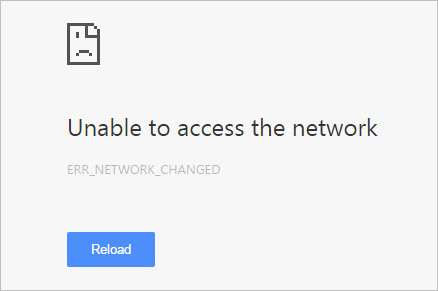 Unable to access the network
ERR_NETWORK_CHANGED
Reload